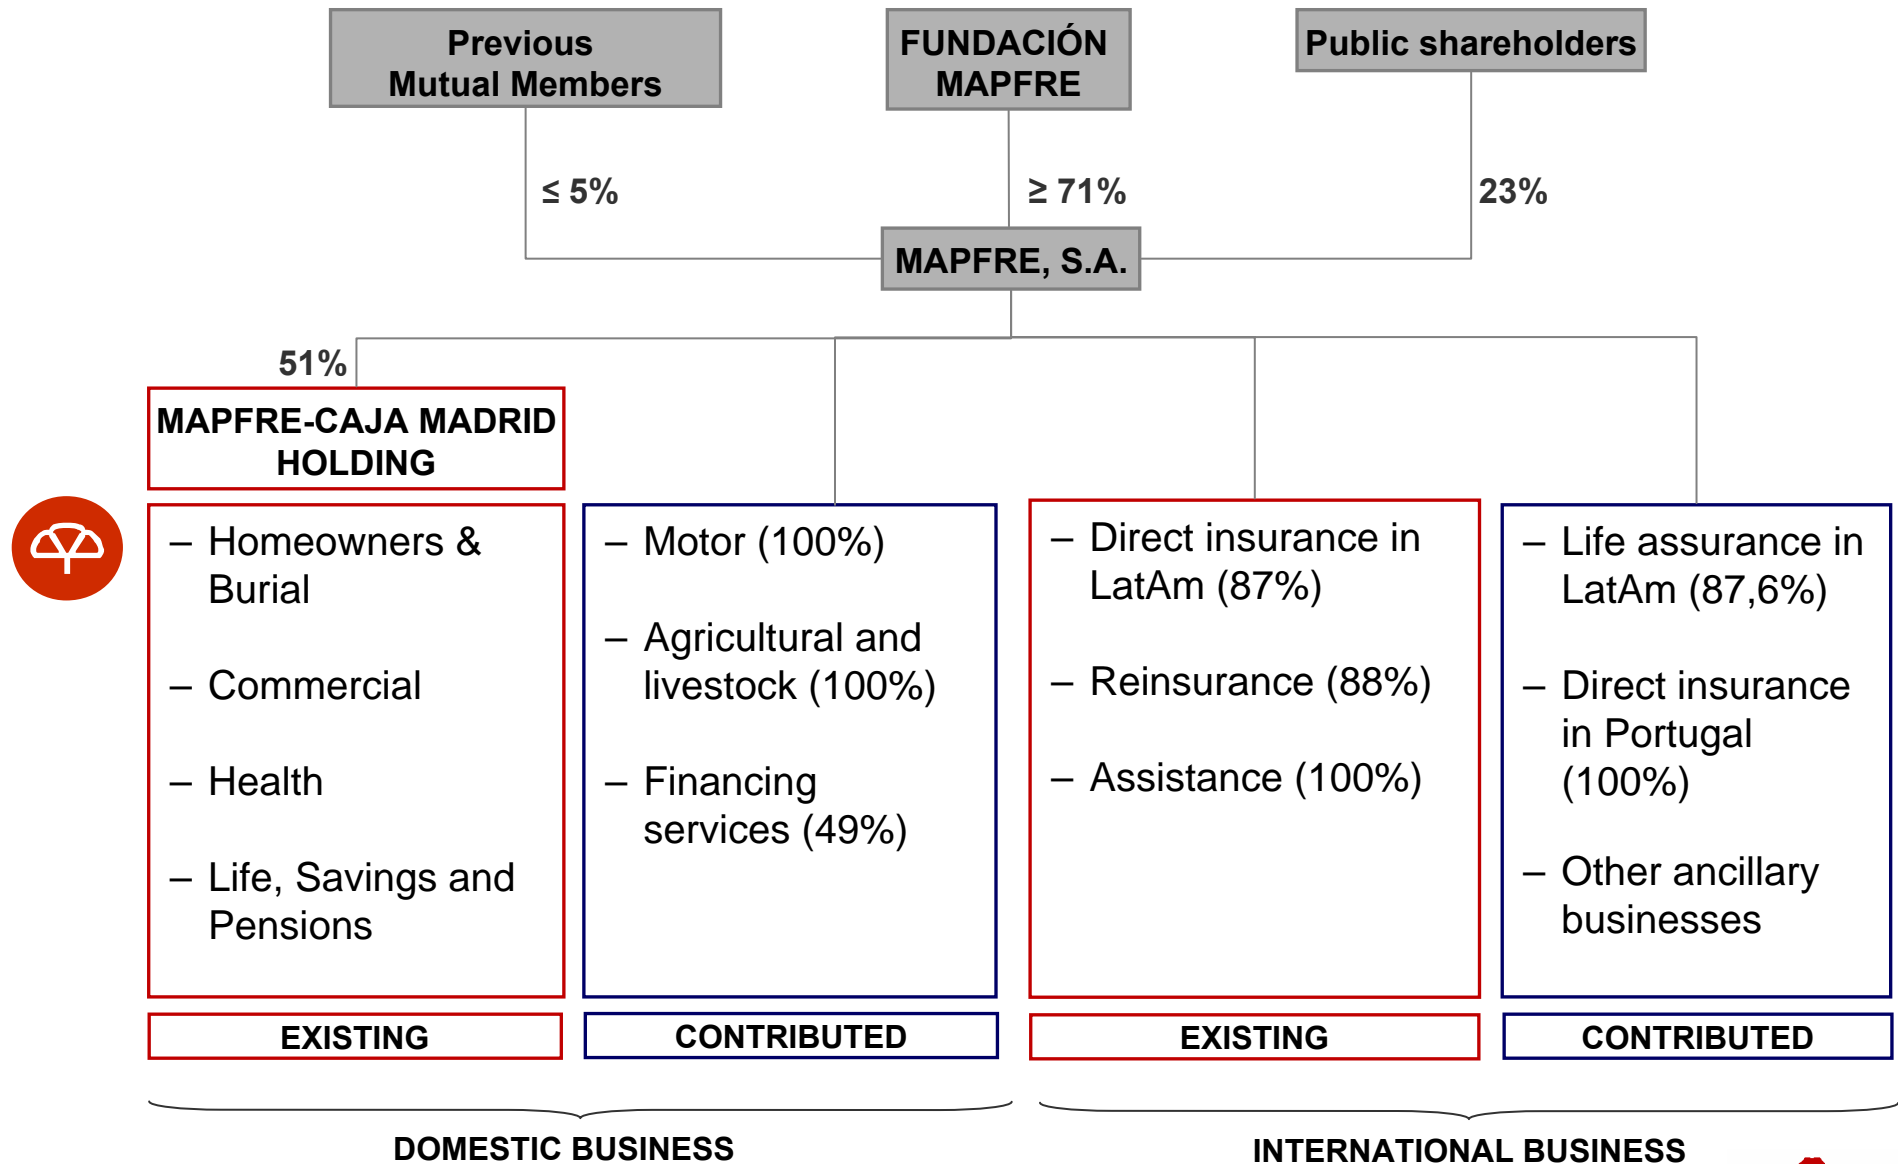 Previous
Mutual Members
FUNDACIÓN
MAPFRE
Public shareholders
≤ 5%
≥ 71%
23%
MAPFRE, S.A.
51%
MAPFRE-CAJA MADRID
HOLDING
– Homeowners &
Burial
– Commercial
– Health
– Life, Savings and
Pensions
– Motor (100%)
– Agricultural and
livestock (100%)
– Financing
services (49%)
– Direct insurance in
LatAm (87%)
– Reinsurance (88%)
– Assistance (100%)
– Life assurance in
LatAm (87,6%)
– Direct insurance
in Portugal
(100%)
– Other ancillary
businesses
EXISTING
CONTRIBUTED
EXISTING
CONTRIBUTED
DOMESTIC BUSINESS
INTERNATIONAL BUSINESS